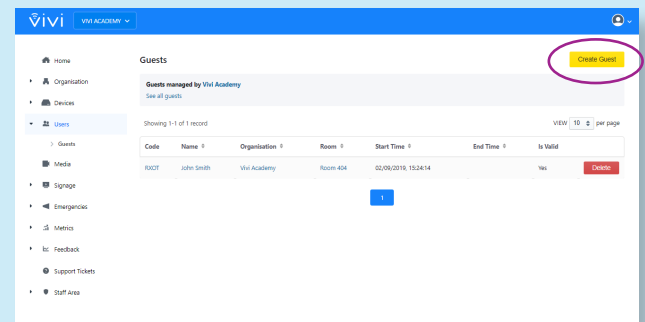 vivi VIVI ACADEMY
Home
Organisation
Devices
Users
Guests
Media
Signage
Emergencies
Metrics
Feedback
Support Tickets
Staff Area
Guests Create Guest
Guests managed by Vivi Academy
See all guests
Showing 1-1 of 1 record VIEW 10 per page
Code Name Organisation Room Start Time End Time Is Valid
RXOT John Smith Vivi Academy Room 404 02/09/2019, 15:24:14 Yes Delete
1